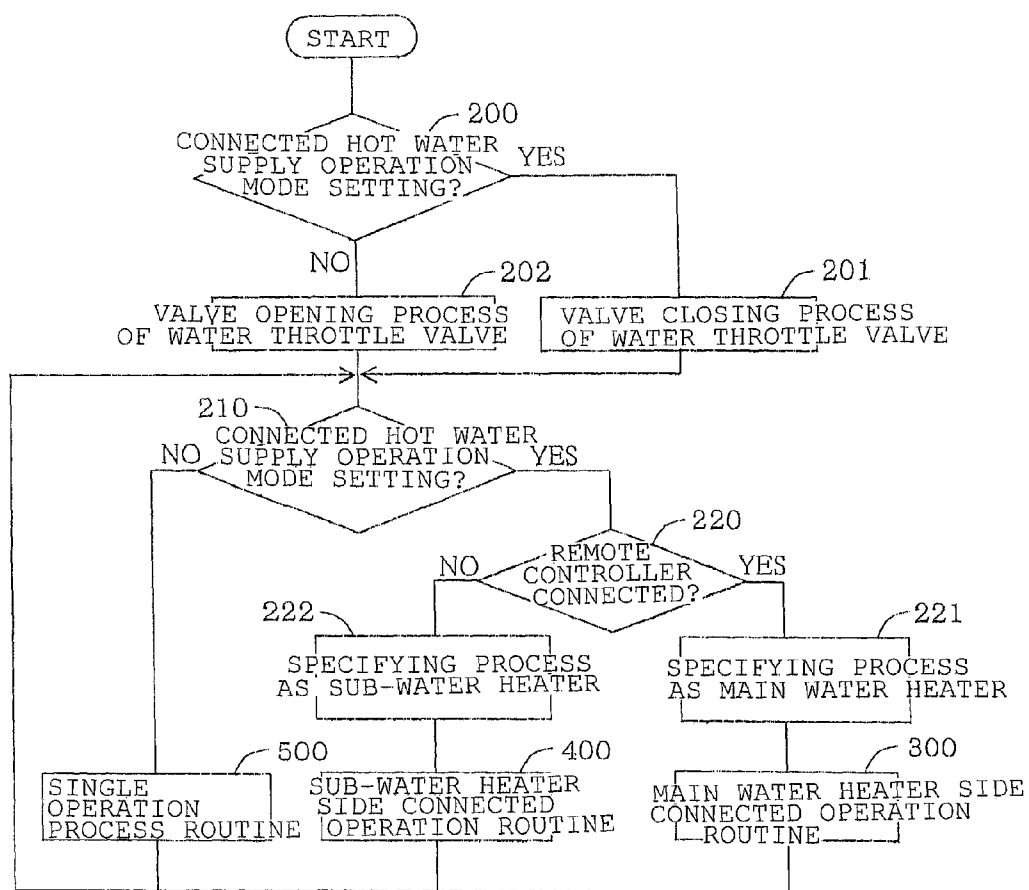 START
200
CONNECTED HOT WATER
SUPPLY OPERATION
MODE SETTING?
YES
NO
202
VALVE OPENING PROCESS
OF WATER THROTTLE VALVE
201
VALVE CLOSING PROCESS
OF WATER THROTTLE VALVE
210
CONNECTED HOT WATER
SUPPLY OPERATION
MODE SETTING?
NO
YES
220
REMOTE
CONTROLLER
CONNECTED?
NO
YES
222
SPECIFYING PROCESS
AS SUB-WATER HEATER
221
SPECIFYING PROCESS
AS MAIN WATER HEATER
500
SINGLE
OPERATION
PROCESS ROUTINE
400
SUB-WATER HEATER
SIDE CONNECTED
OPERATION ROUTINE
300
MAIN WATER HEATER SIDE
CONNECTED OPERATION
ROUTINE